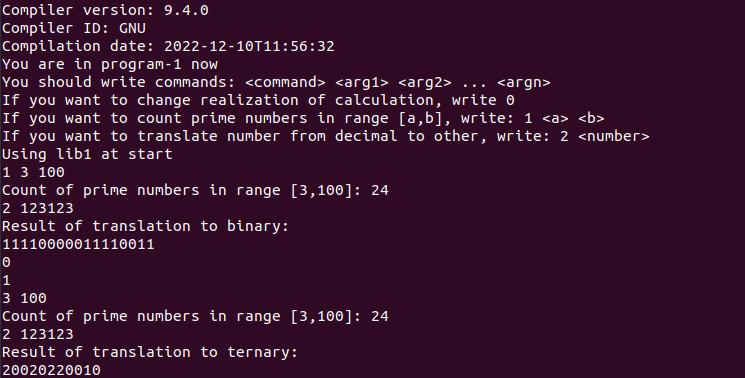 Compiler version: 9.4.0
Compiler ID: GNU
Compilation date: 2022-12-10T11:56:32
You are in program-1 now
You should write commands: <command> <arg1> <arg2> ... <argn>
If you want to change realization of calculation, write 0
If you want to count prime numbers in range [a,b], write: 1 <a> <b>
If you want to translate number from decimal to other, write: 2 <number>
Using lib1 at start
1 3 100
Count of prime numbers in range [3,100]: 24
2 123123
Result of translation to binary:
11110000011110011
0
1
3 100
Count of prime numbers in range [3,100]: 24
2 123123
Result of translation to ternary:
20020220010